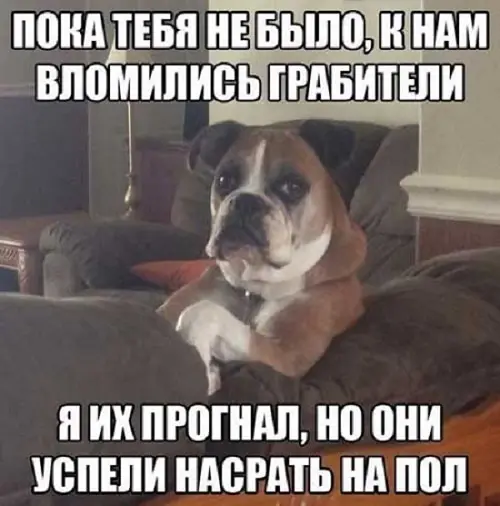 ПОКА ТЕБЯ НЕ БЫЛО, К НАМ
ВЛОМИЛИСЬ ГРАБИТЕЛИ
Я ИХ ПРОГНАЛ, НО ОНИ
УСПЕЛИ НАСРАТЬ НА ПОЛ